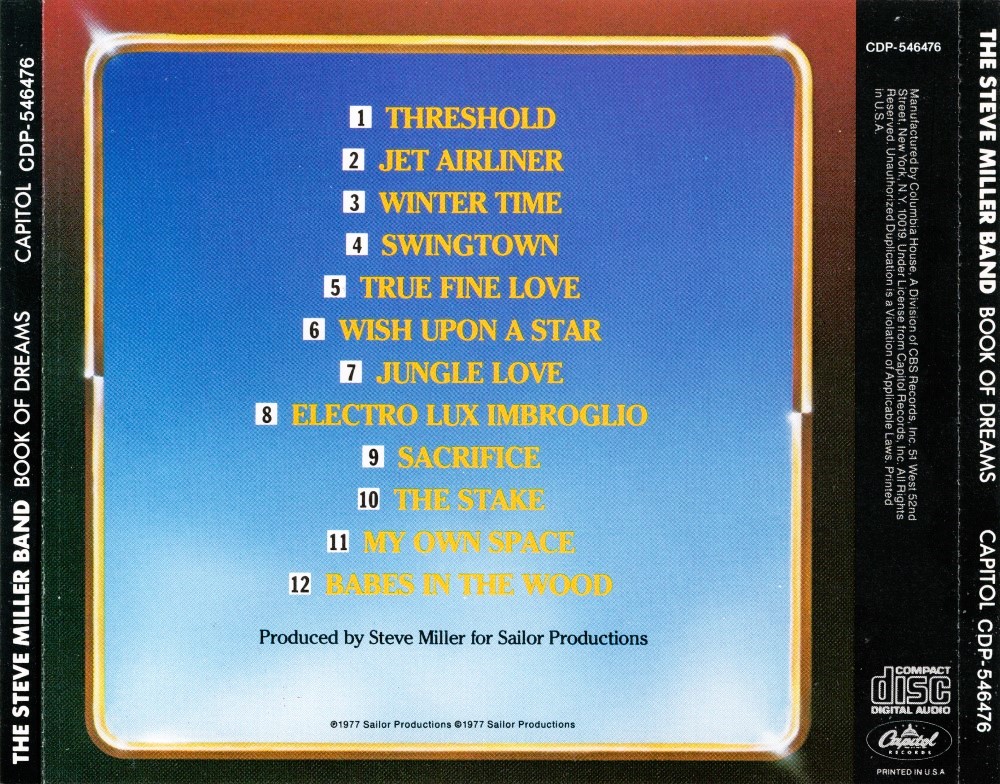 THE STEVE MILLER BAND BOOK OF DREAMS CAPITOL CDP-546476
1 THRESHOLD
2 JET AIRLINER
3 WINTER TIME
4 SWINGTOWN
5 TRUE FINE LOVE
6 WISH UPON A STAR
7 JUNGLE LOVE
8 ELECTRO LUX IMBROGLIO
9 SACRIFICE
10 THE STAKE
11 MY OWN SPACE
12 BABES IN THE WOOD
Produced by Steve Miller for Sailor Productions
℗1977 Sailor Productions ©1977 Sailor Productions
CDP-546476
Manufactured by Columbia House, A Division of CBS Records, Inc. 51 West 52nd
Street, New York, N.Y. 10019. Under License from Capitol Records, Inc. All Rights
Reserved. Unauthorized Duplication is a Violation of Applicable Laws. Printed
in U.S.A.
COMPACT
disc
DIGITAL AUDIO
Capitol
RECORDS
PRINTED IN U S A
THE STEVE MILLER BAND BOOK OF DREAMS CAPITOL CDP-546476